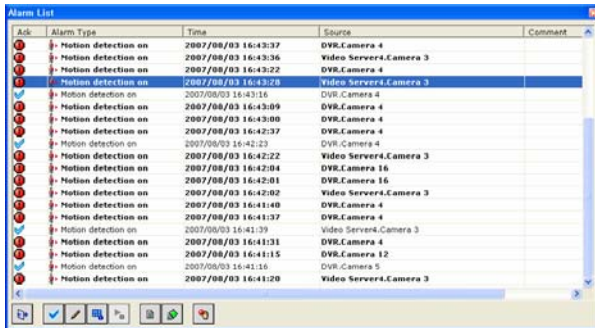 Alarm List
Ack Alarm Type Time Source Comment
Motion detection on 2007/08/03 16:43:37 DVR.Camera 4
Motion detection on 2007/08/03 16:43:36 Video Server4.Camera 3
Motion detection on 2007/08/03 16:43:22 DVR.Camera 4
Motion detection on 2007/08/03 16:43:28 Video Server4.Camera 3
Motion detection on 2007/08/03 16:43:16 DVR.Camera 4
Motion detection on 2007/08/03 16:43:09 DVR.Camera 4
Motion detection on 2007/08/03 16:43:00 DVR.Camera 4
Motion detection on 2007/08/03 16:42:37 DVR.Camera 4
Motion detection on 2007/08/03 16:42:23 DVR.Camera 4
Motion detection on 2007/08/03 16:42:22 Video Server4.Camera 3
Motion detection on 2007/08/03 16:42:04 DVR.Camera 16
Motion detection on 2007/08/03 16:42:01 DVR.Camera 16
Motion detection on 2007/08/03 16:42:02 Video Server4.Camera 3
Motion detection on 2007/08/03 16:41:40 DVR.Camera 4
Motion detection on 2007/08/03 16:41:37 DVR.Camera 4
Motion detection on 2007/08/03 16:41:39 Video Server4.Camera 3
Motion detection on 2007/08/03 16:41:31 DVR.Camera 4
Motion detection on 2007/08/03 16:41:15 DVR.Camera 12
Motion detection on 2007/08/03 16:41:16 DVR.Camera 5
Motion detection on 2007/08/03 16:41:20 Video Server4.Camera 3